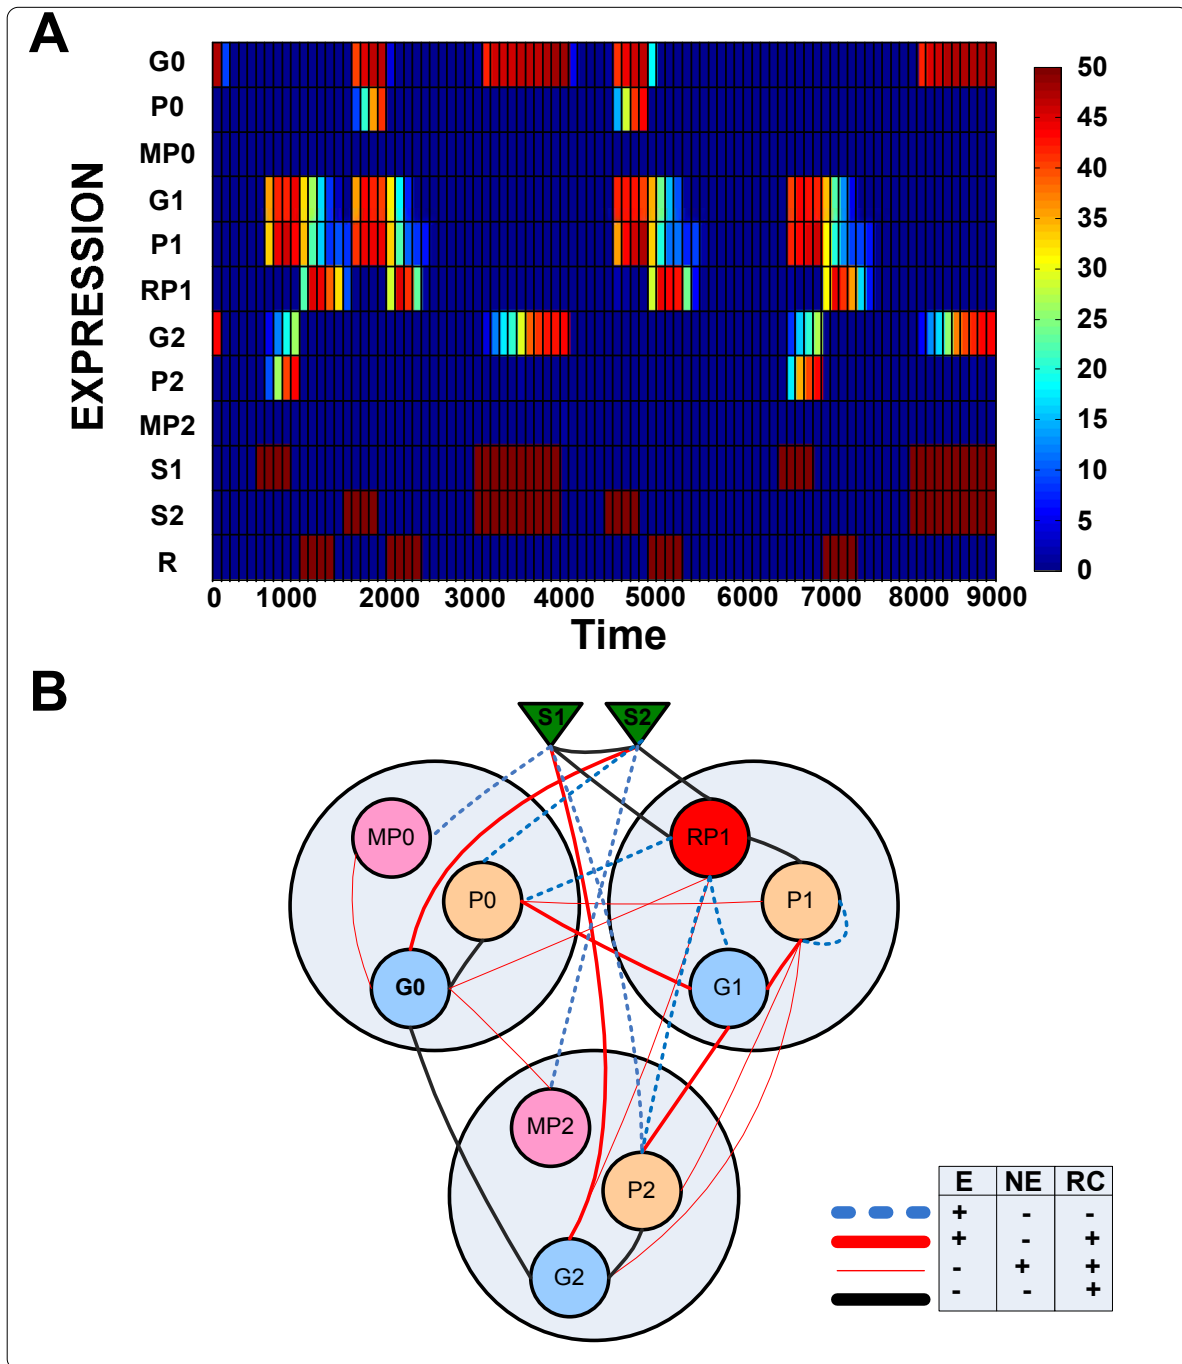 A
EXPRESSION
G0
P0
MP0
G1
P1
RP1
G2
P2
MP2
S1
S2
R
0 1000 2000 3000 4000 5000 6000 7000 8000 9000
Time
50
45
40
35
30
25
20
15
10
5
0
B
S1 S2
MP0
P0
G0
RP1
P1
G1
MP2
P2
G2
E NE RC
+ - -
+ - +
- + +
- - +